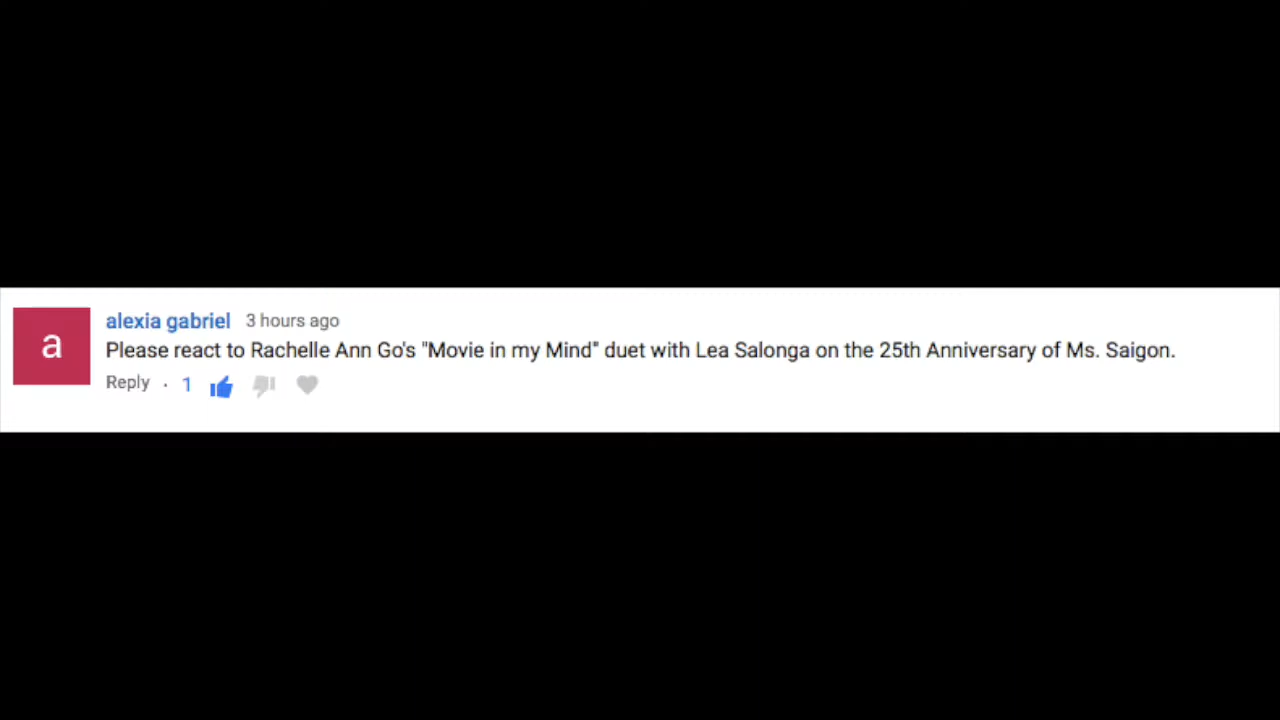 a
alexia gabriel 3 hours ago
Please react to Rachelle Ann Go's "Movie in my Mind" duet with Lea Salonga on the 25th Anniversary of Ms. Saigon.
Reply · 1